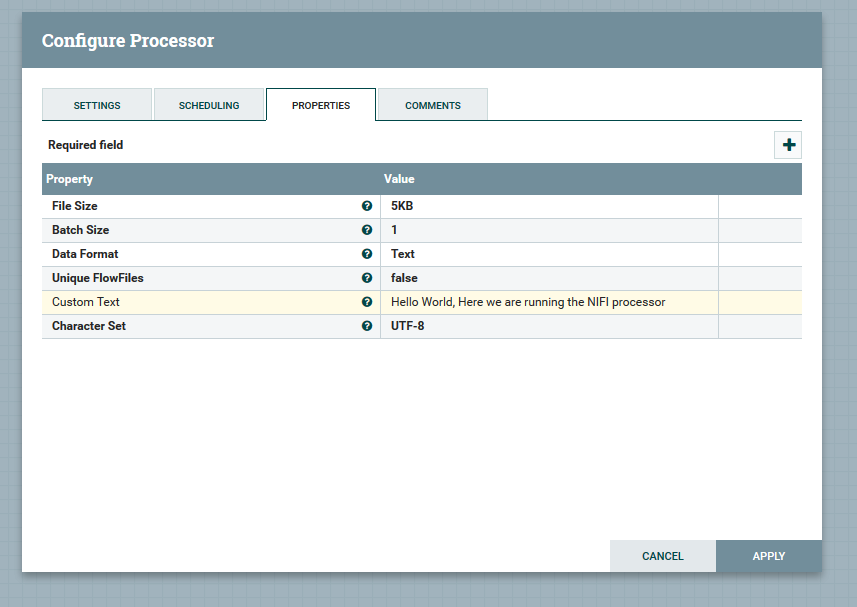 Configure Processor
SETTINGS SCHEDULING PROPERTIES COMMENTS
Required field
Property Value
File Size 5KB
Batch Size 1
Data Format Text
Unique FlowFiles false
Custom Text Hello World, Here we are running the NIFI processor
Character Set UTF-8
CANCEL APPLY